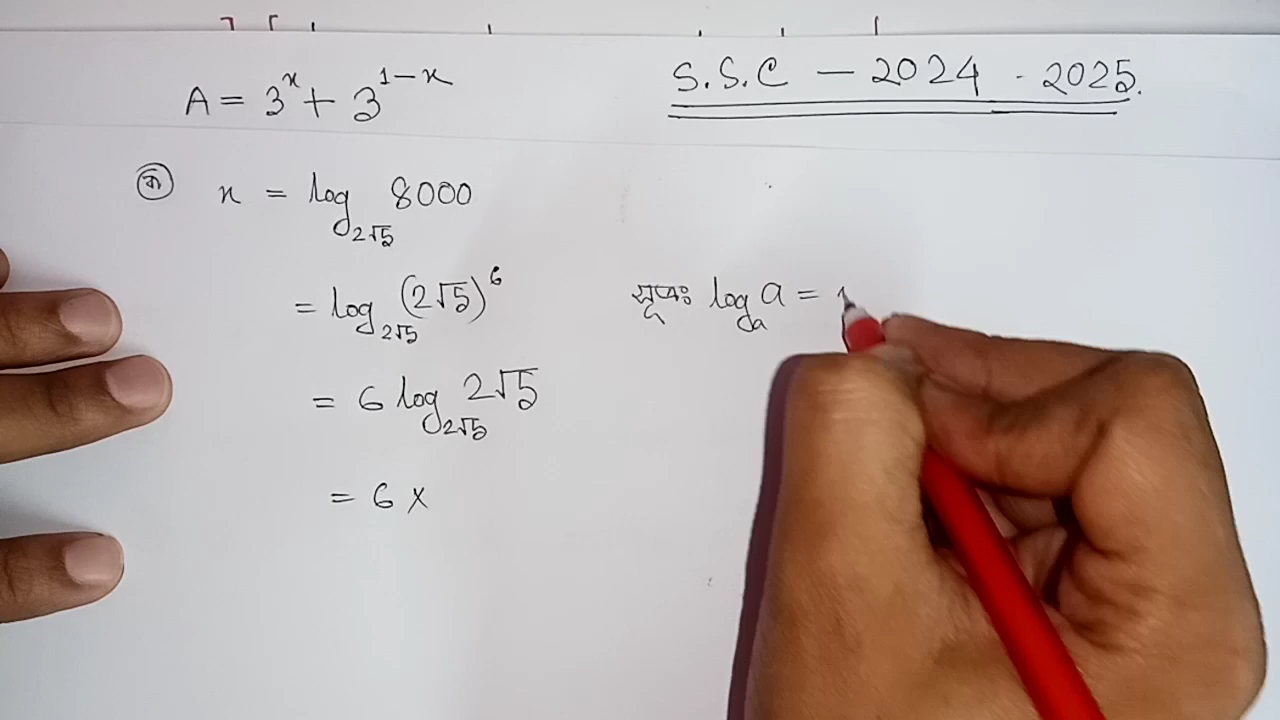 A = 3^x + 3^(1-x)
S.S.C — 2024 - 2025.
ক x = log_(2√5) 8000
= log_(2√5) (2√5)^6
সূত্রঃ log_a a = 1
= 6 log_(2√5) 2√5
= 6 ×